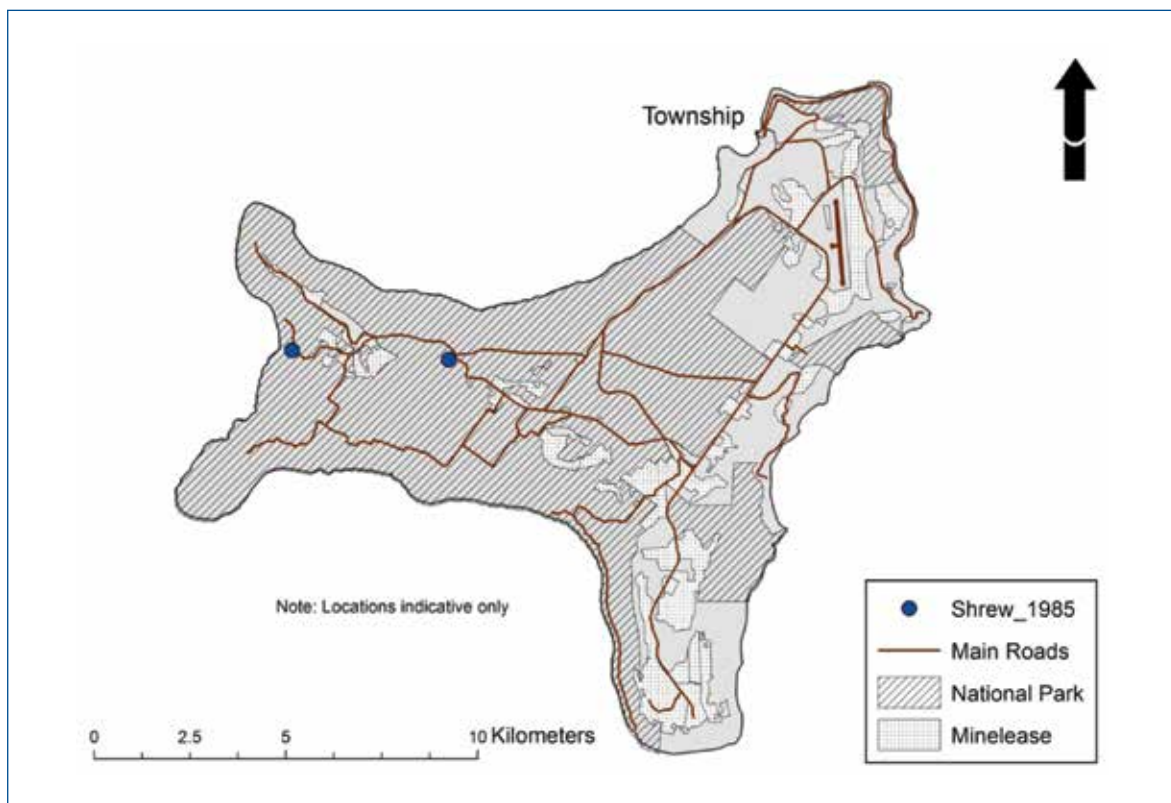 Township
Note: Locations indicative only
Shrew_1985
Main Roads
National Park
Minelease
0 2.5 5 10 Kilometers